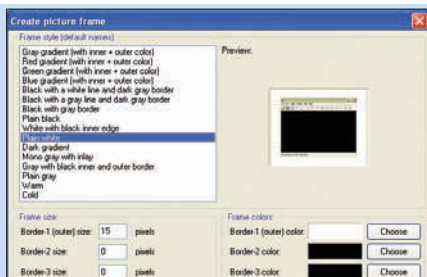 Create picture frame
Frame style (default names)
Gray gradient (with inner + outer color)
Red gradient (with inner + outer color)
Green gradient (with inner + outer color)
Blue gradient (with inner + outer color)
Black with a white line and dark gray border
Black with a gray line and dark gray border
Black with gray border
Plain black
White with black inner edge
Plain white
Dark gradient
Mono gray with inlay
Gray with black inner and outer border
Plain gray
Warm
Cold
Preview:
Frame size:
Border-1 (outer) size: 15 pixels
Border-2 size: 0 pixels
Border-3 size: 0 pixels
Frame colors:
Border-1 (outer) color: Choose
Border-2 color: Choose
Border-3 color: Choose